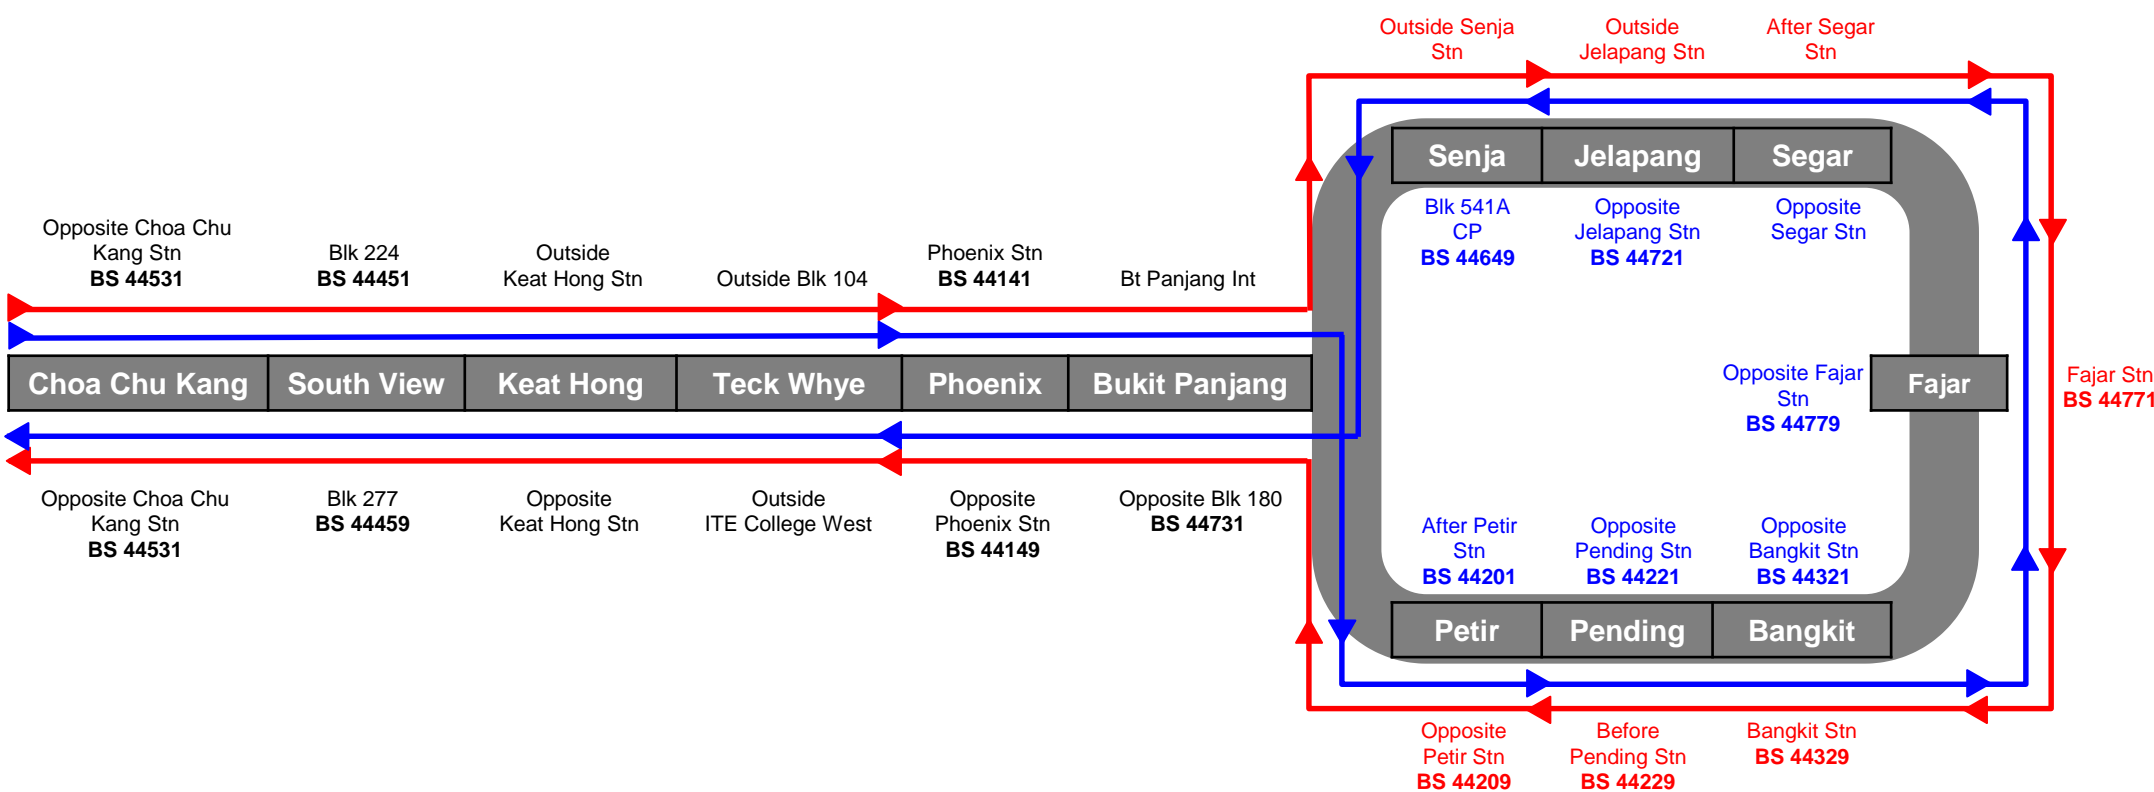 Outside Senja
Stn
Outside
Jelapang Stn
After Segar
Stn
Senja
Jelapang
Segar
Blk 541A
CP
BS 44649
Opposite
Jelapang Stn
BS 44721
Opposite
Segar Stn
Opposite Choa Chu
Kang Stn
BS 44531
Blk 224
BS 44451
Outside
Keat Hong Stn
Outside Blk 104
Phoenix Stn
BS 44141
Bt Panjang Int
Choa Chu Kang
South View
Keat Hong
Teck Whye
Phoenix
Bukit Panjang
Opposite Fajar
Stn
BS 44779
Fajar
Fajar Stn
BS 44771
Opposite Choa Chu
Kang Stn
BS 44531
Blk 277
BS 44459
Opposite
Keat Hong Stn
Outside
ITE College West
Opposite
Phoenix Stn
BS 44149
Opposite Blk 180
BS 44731
After Petir
Stn
BS 44201
Opposite
Pending Stn
BS 44221
Opposite
Bangkit Stn
BS 44321
Petir
Pending
Bangkit
Opposite
Petir Stn
BS 44209
Before
Pending Stn
BS 44229
Bangkit Stn
BS 44329